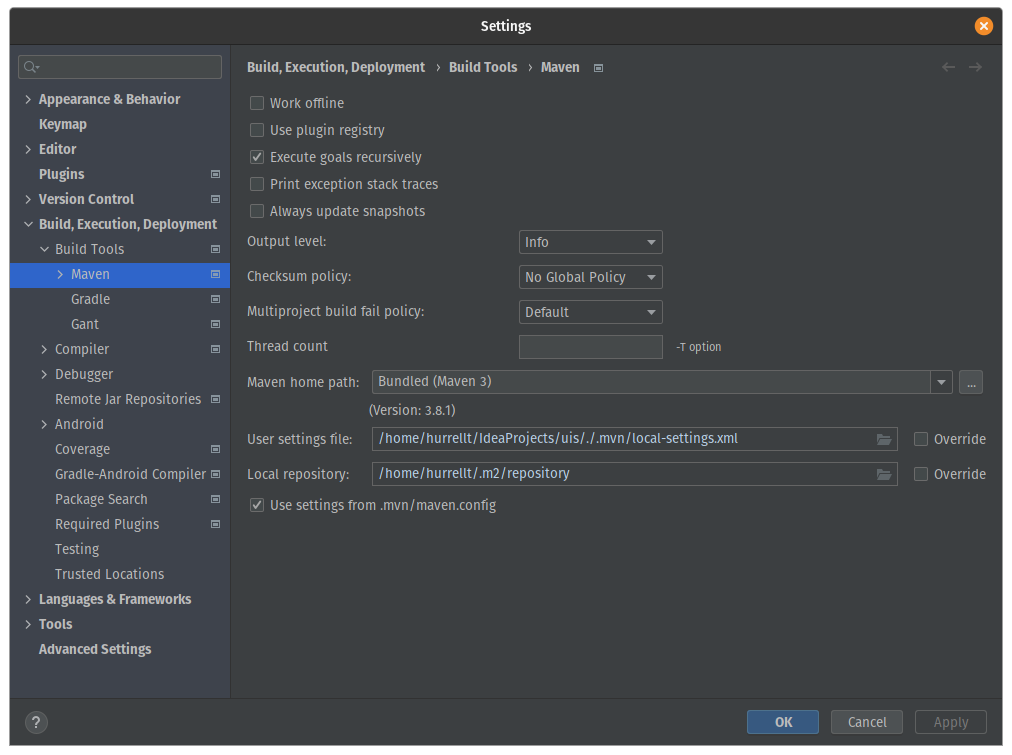 Settings
Appearance & Behavior
Keymap
Editor
Plugins
Version Control
Build, Execution, Deployment
Build Tools
Maven
Gradle
Gant
Compiler
Debugger
Remote Jar Repositories
Android
Coverage
Gradle-Android Compiler
Package Search
Required Plugins
Testing
Trusted Locations
Languages & Frameworks
Tools
Advanced Settings
Build, Execution, Deployment › Build Tools › Maven
Work offline
Use plugin registry
Execute goals recursively
Print exception stack traces
Always update snapshots
Output level: Info
Checksum policy: No Global Policy
Multiproject build fail policy: Default
Thread count -T option
Maven home path: Bundled (Maven 3) ...
(Version: 3.8.1)
User settings file: /home/hurrellt/IdeaProjects/uis/./.mvn/local-settings.xml Override
Local repository: /home/hurrellt/.m2/repository Override
Use settings from .mvn/maven.config
? OK Cancel Apply